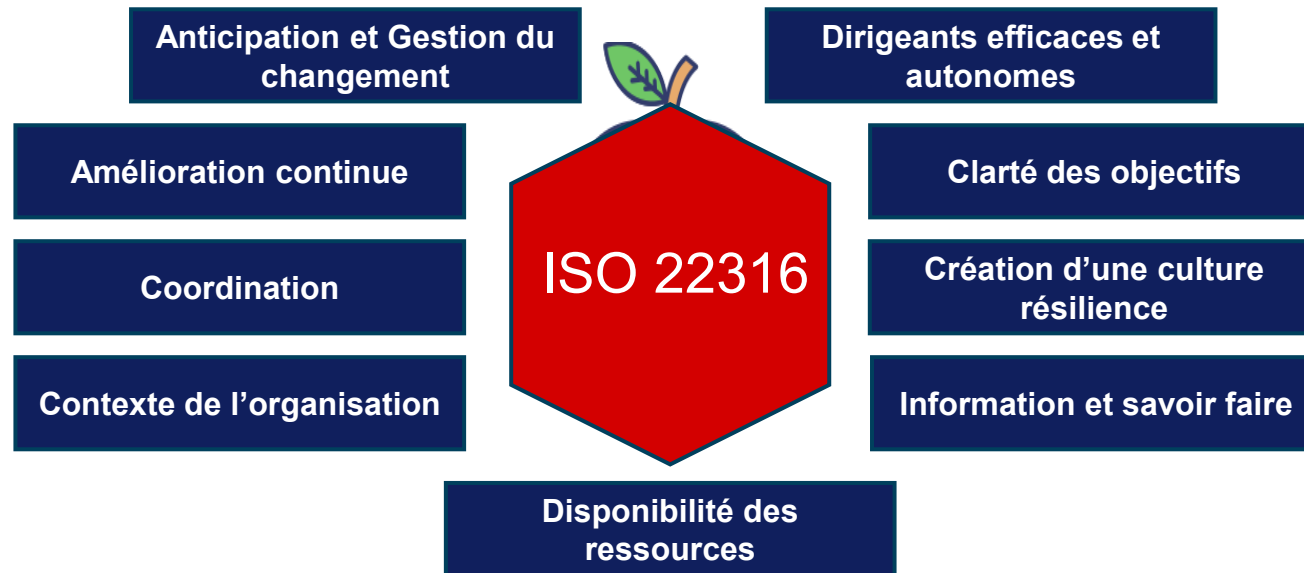 Anticipation et Gestion du
changement
Dirigeants efficaces et
autonomes
Amélioration continue
Clarté des objectifs
ISO 22316
Coordination
Création d’une culture
résilience
Contexte de l’organisation
Information et savoir faire
Disponibilité des
ressources